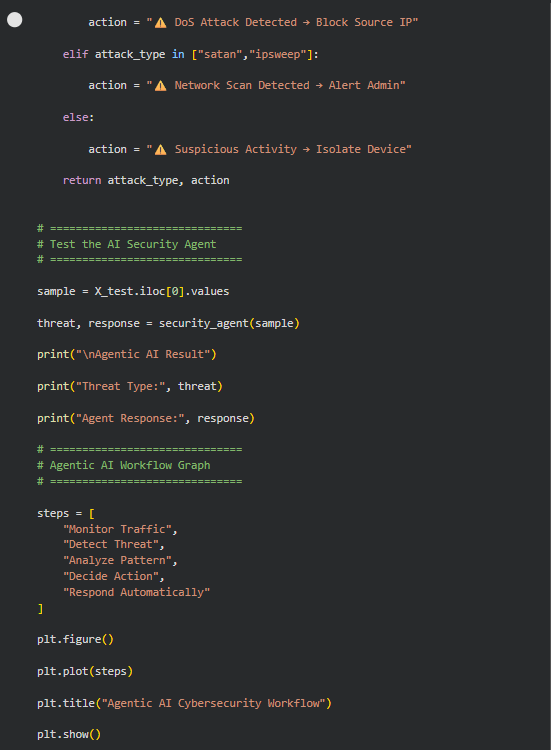 action = "⚠️ DoS Attack Detected → Block Source IP"
    elif attack_type in ["satan","ipsweep"]:
        action = "⚠️ Network Scan Detected → Alert Admin"
    else:
        action = "⚠️ Suspicious Activity → Isolate Device"
    return attack_type, action
# ==============================
# Test the AI Security Agent
# ==============================
sample = X_test.iloc[0].values
threat, response = security_agent(sample)
print("\nAgentic AI Result")
print("Threat Type:", threat)
print("Agent Response:", response)
# ==============================
# Agentic AI Workflow Graph
# ==============================
steps = [
    "Monitor Traffic",
    "Detect Threat",
    "Analyze Pattern",
    "Decide Action",
    "Respond Automatically"
]
plt.figure()
plt.plot(steps)
plt.title("Agentic AI Cybersecurity Workflow")
plt.show()